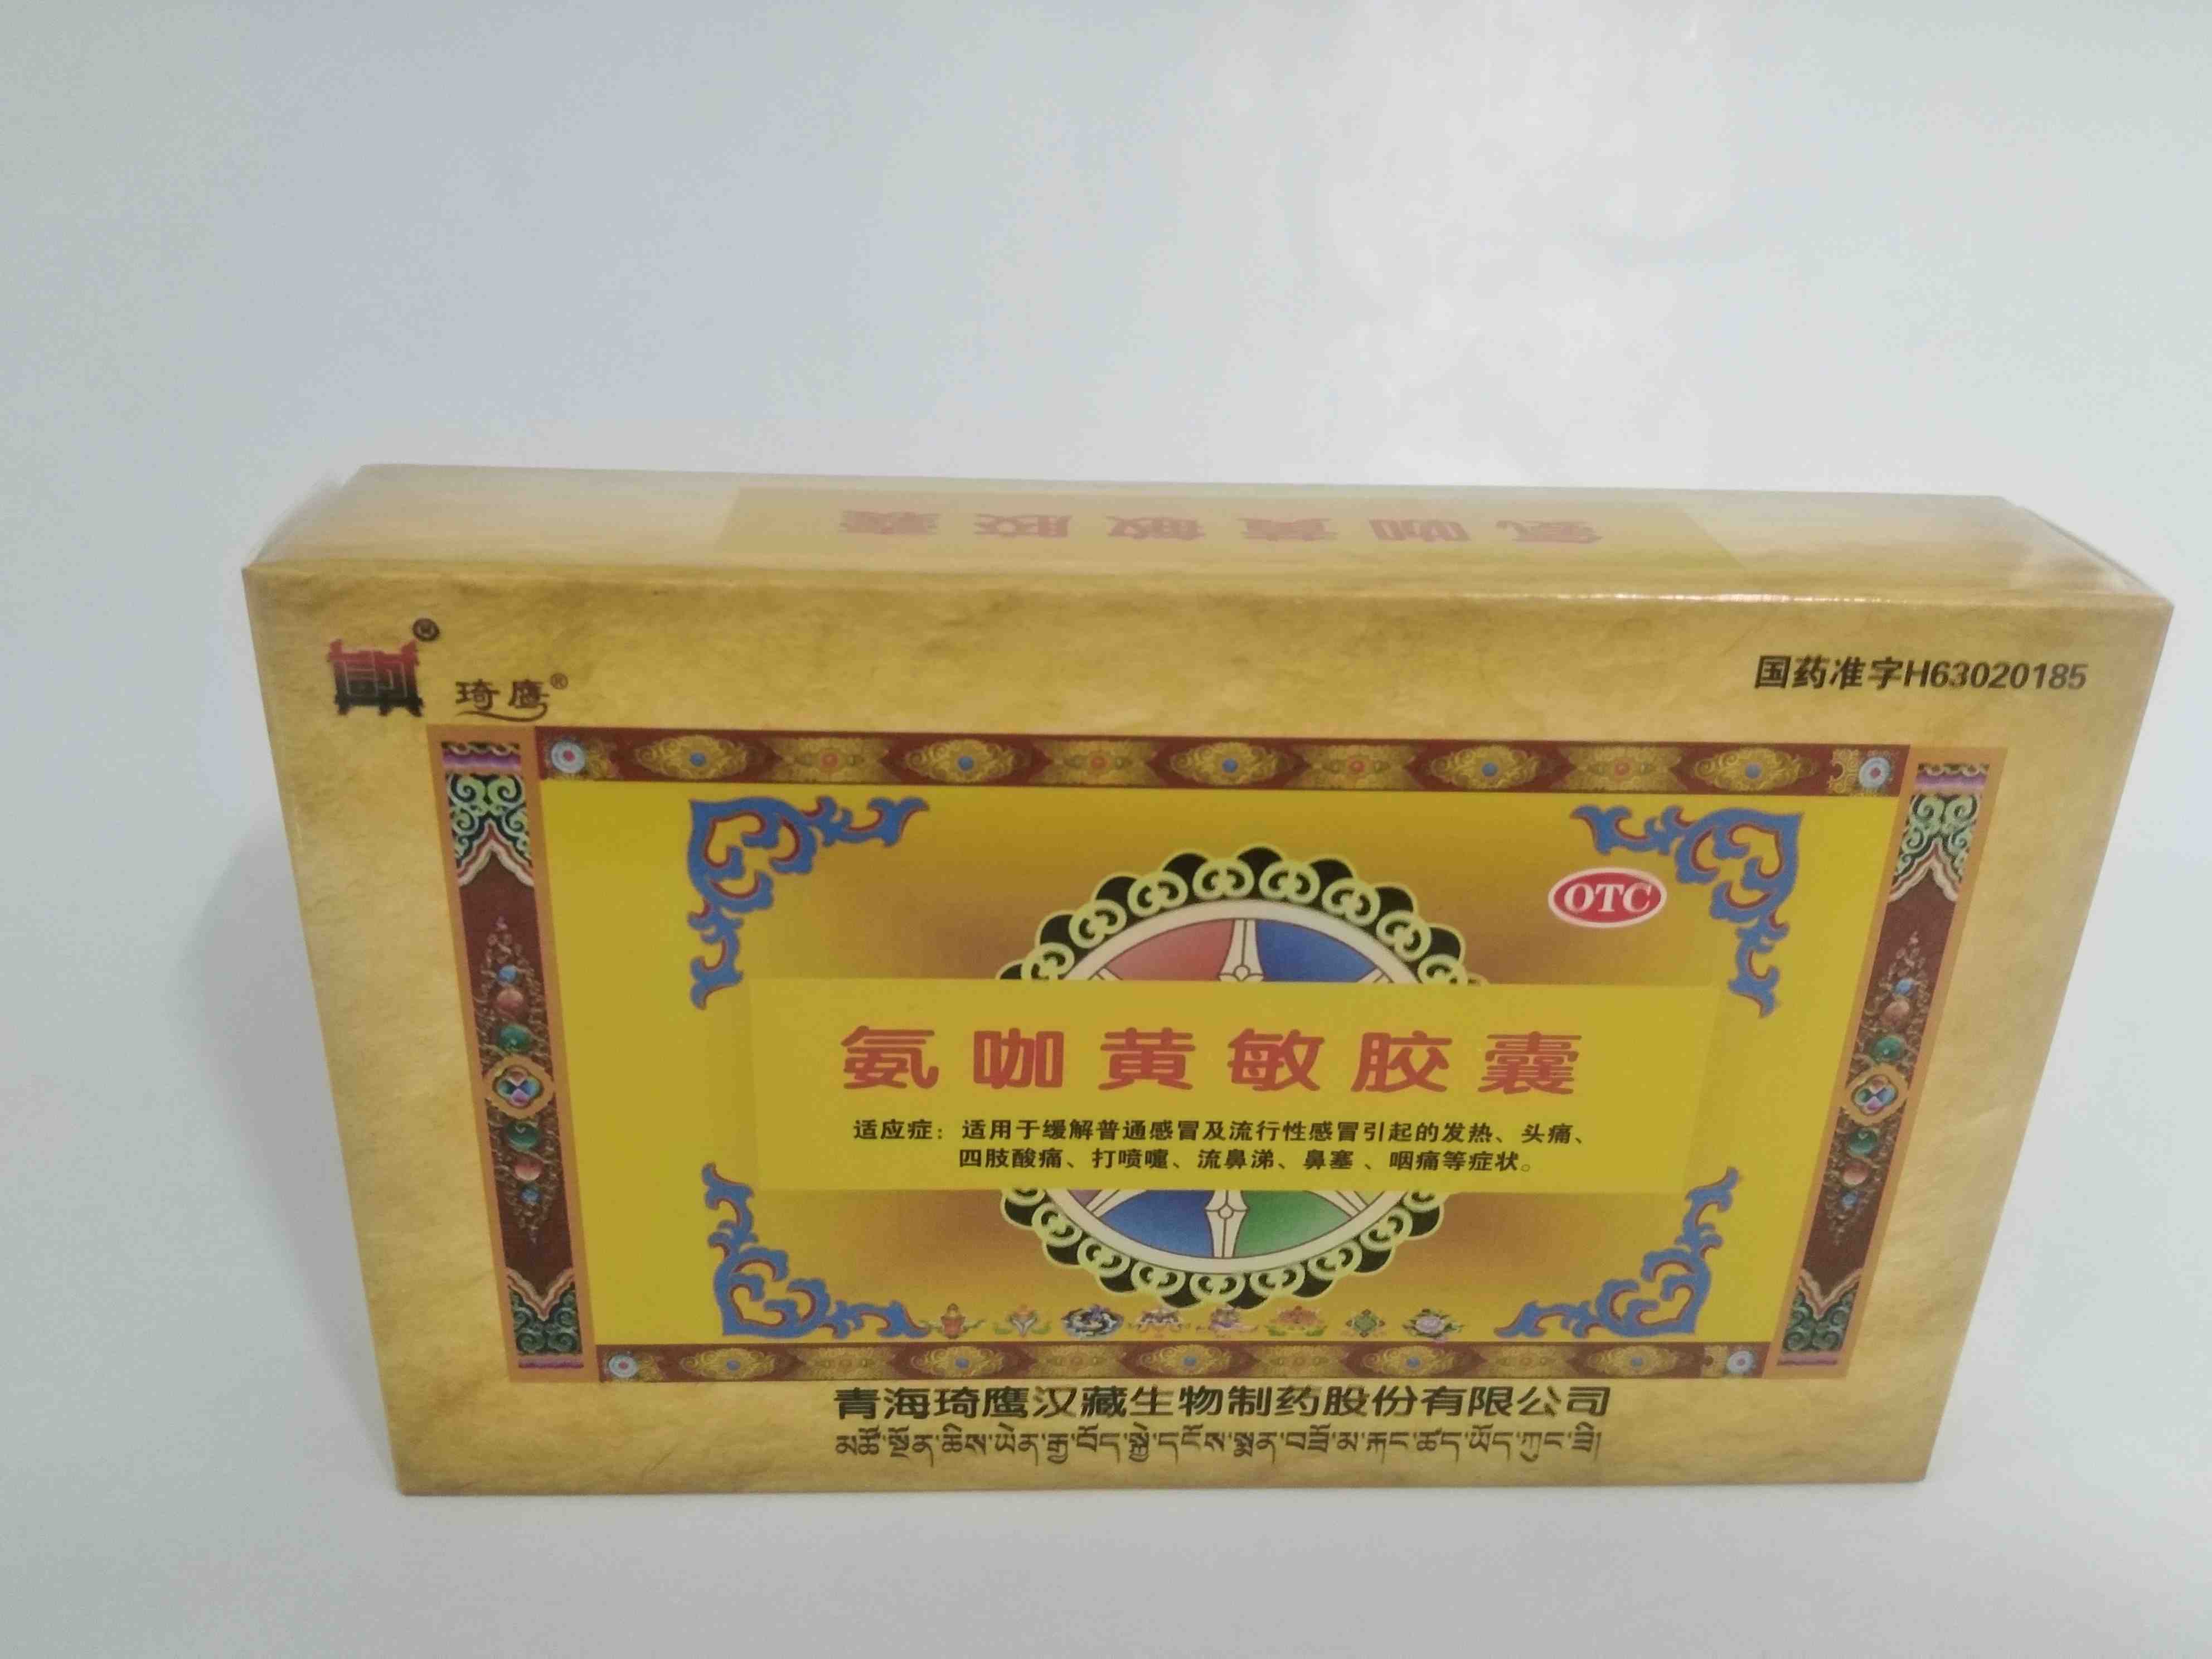 氨咖黄敏胶囊
琦鹰®
国药准字H63020185
OTC
氨咖黄敏胶囊
适应症：适用于缓解普通感冒及流行性感冒引起的发热、头痛、
四肢酸痛、打喷嚏、流鼻涕、鼻塞、咽痛等症状。
青海琦鹰汉藏生物制药股份有限公司
མཚོ་སྔོན་ཆིས་ཡེན་རྒྱ་བོད་སྐྱེ་དངོས་སྨན་བཟོ་མ་རྐང་ཚད་ཡོད་ཀུང་ཟི།